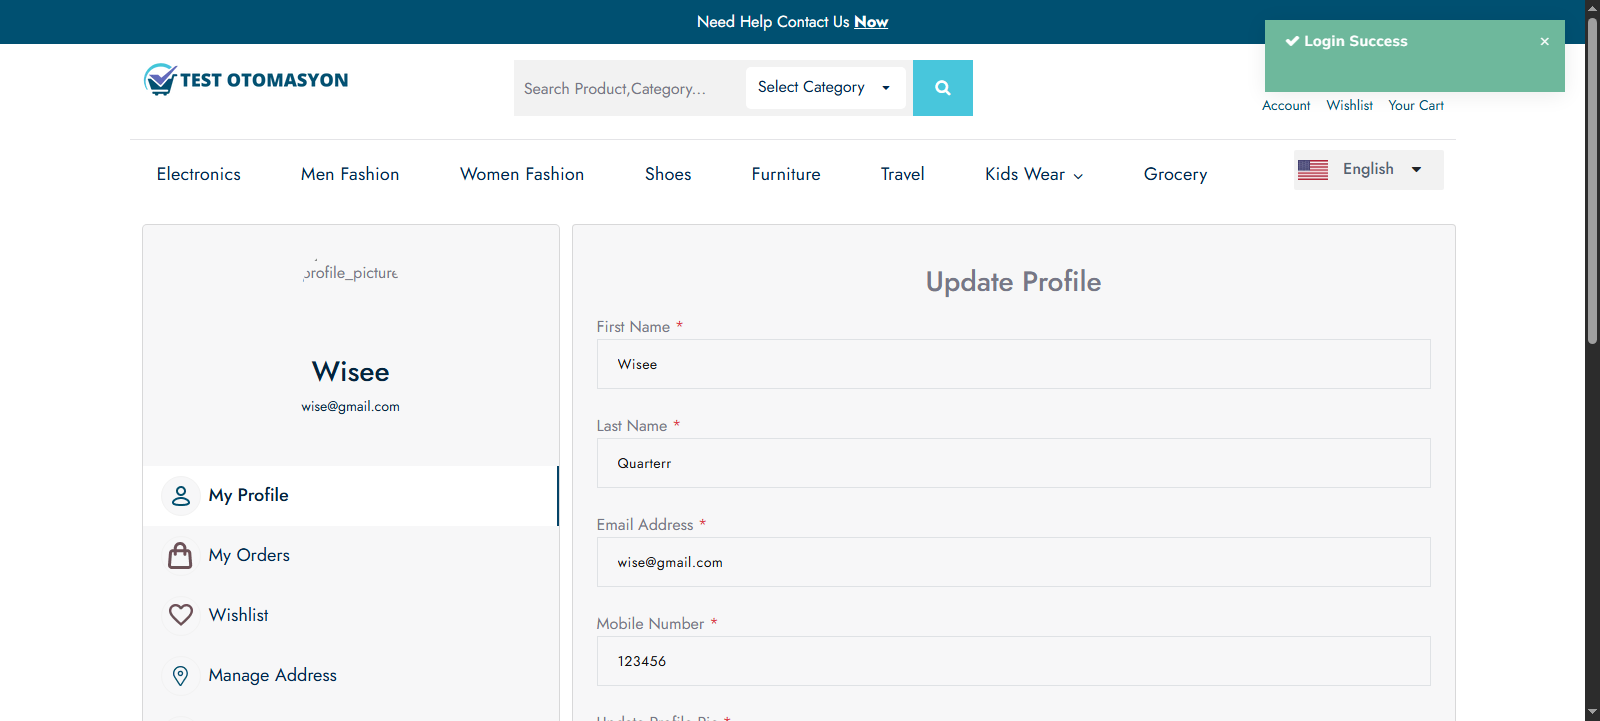 Need Help Contact Us Now
Login Success ×
TEST OTOMASYON
Search Product,Category...
Select Category
Account Wishlist Your Cart
Electronics Men Fashion Women Fashion Shoes Furniture Travel Kids Wear Grocery
English
profile_picture
Wisee
wise@gmail.com
My Profile
My Orders
Wishlist
Manage Address
Update Profile
First Name *
Wisee
Last Name *
Quarterr
Email Address *
wise@gmail.com
Mobile Number *
123456
Update Profile Pic *